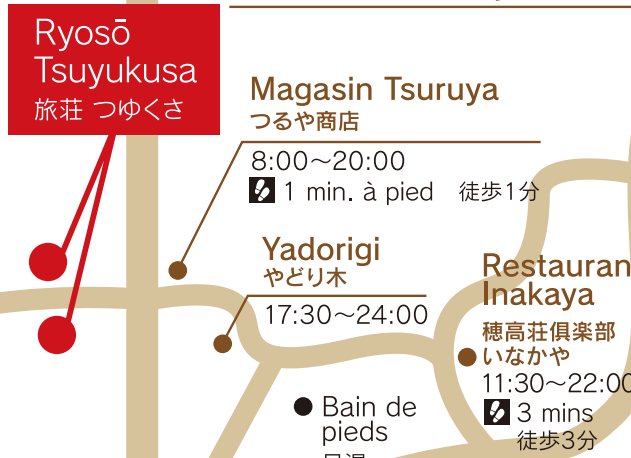 Ryosō
Tsuyukusa
旅荘 つゆくさ
Magasin Tsuruya
つるや商店
8:00～20:00
1 min. à pied 徒歩1分
Yadorigi
やどり木
17:30～24:00
Restauran
Inakaya
穂高荘倶楽部
いなかや
11:30～22:00
3 mins
徒歩3分
Bain de
pieds